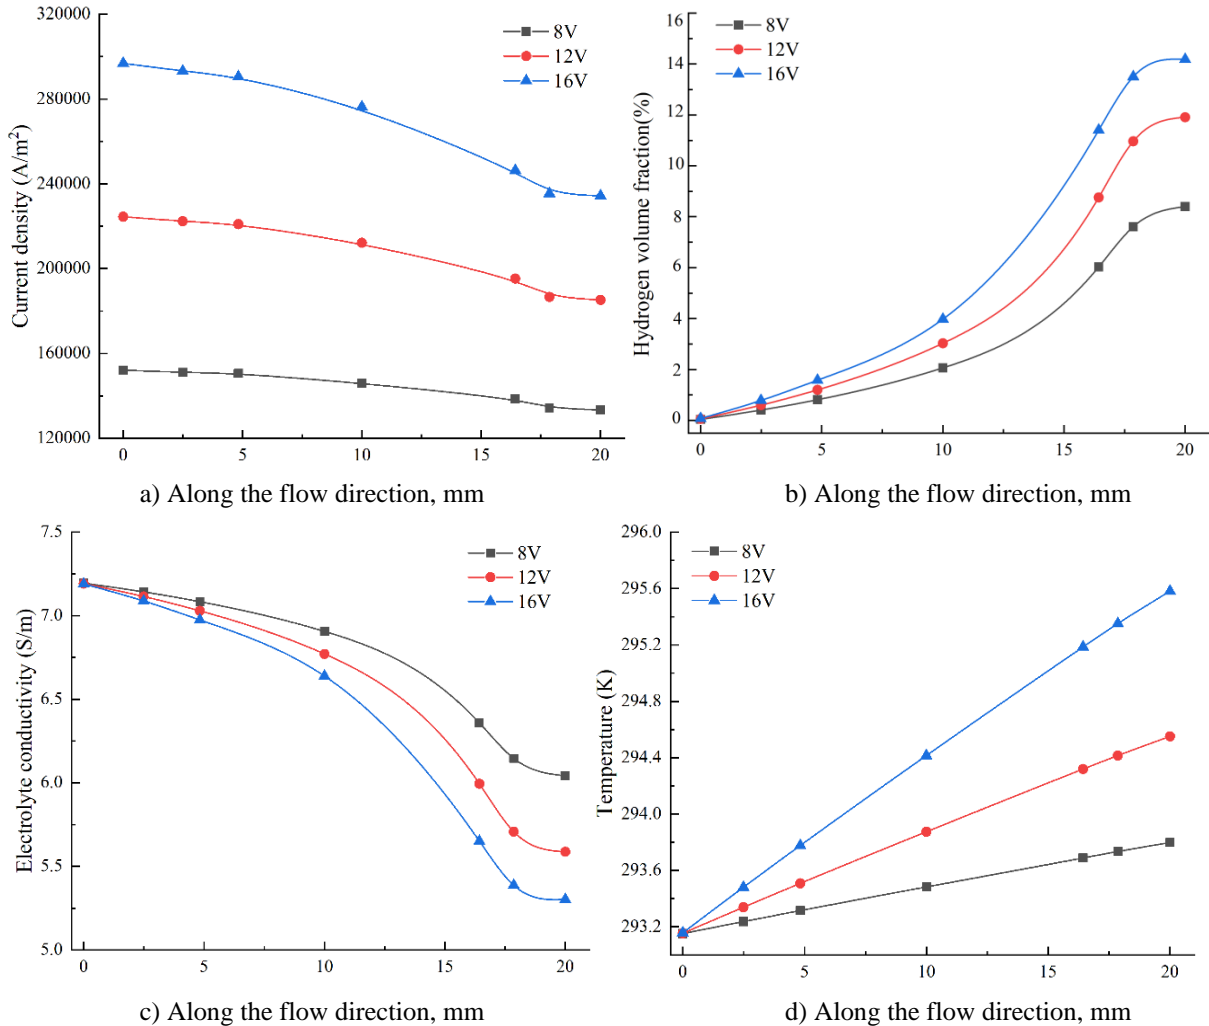 320000
280000
240000
200000
160000
120000
0
5
10
15
20
Current density (A/m²)
8V
12V
16V
a) Along the flow direction, mm
16
14
12
10
8
6
4
2
0
0
5
10
15
20
Hydrogen volume fraction(%)
8V
12V
16V
b) Along the flow direction, mm
7.5
7.0
6.5
6.0
5.5
5.0
0
5
10
15
20
Electrolyte conductivity (S/m)
8V
12V
16V
c) Along the flow direction, mm
296.0
295.6
295.2
294.8
294.4
294.0
293.6
293.2
0
5
10
15
20
Temperature (K)
8V
12V
16V
d) Along the flow direction, mm